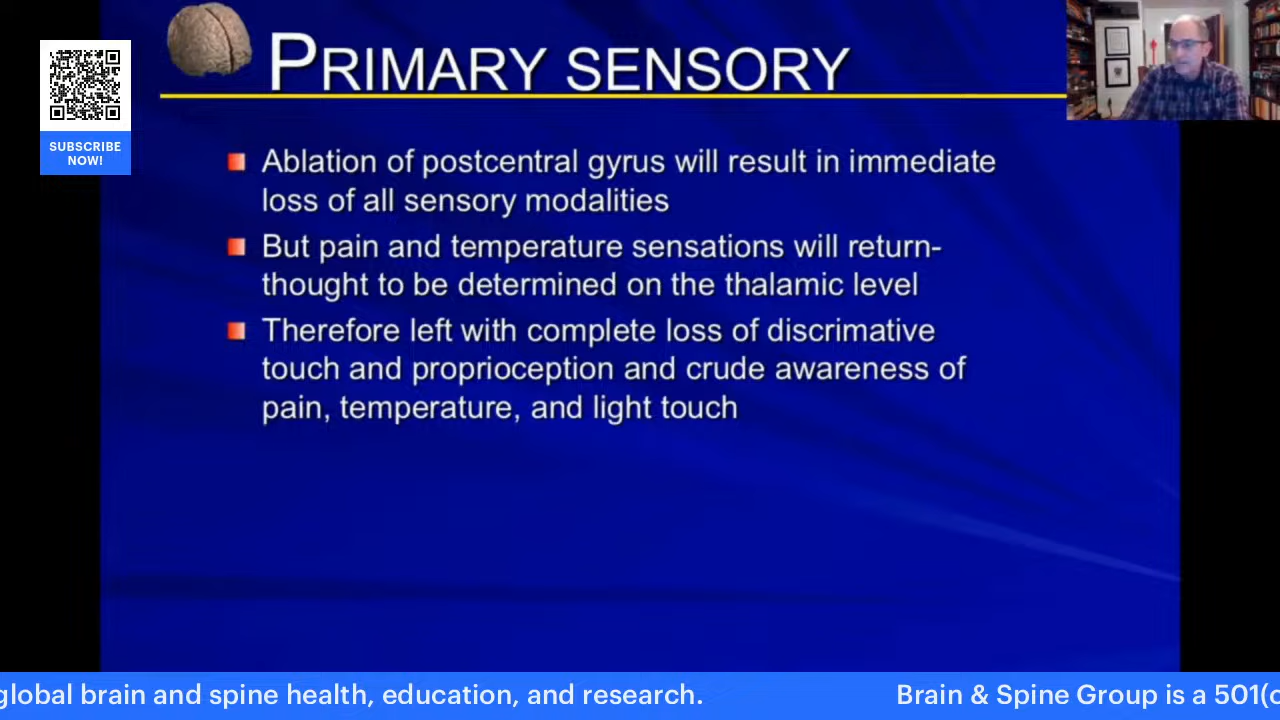 PRIMARY SENSORY
SUBSCRIBE
NOW!
Ablation of postcentral gyrus will result in immediate
loss of all sensory modalities
But pain and temperature sensations will return-
thought to be determined on the thalamic level
Therefore left with complete loss of discrimative
touch and proprioception and crude awareness of
pain, temperature, and light touch
global brain and spine health, education, and research.
Brain & Spine Group is a 501(c